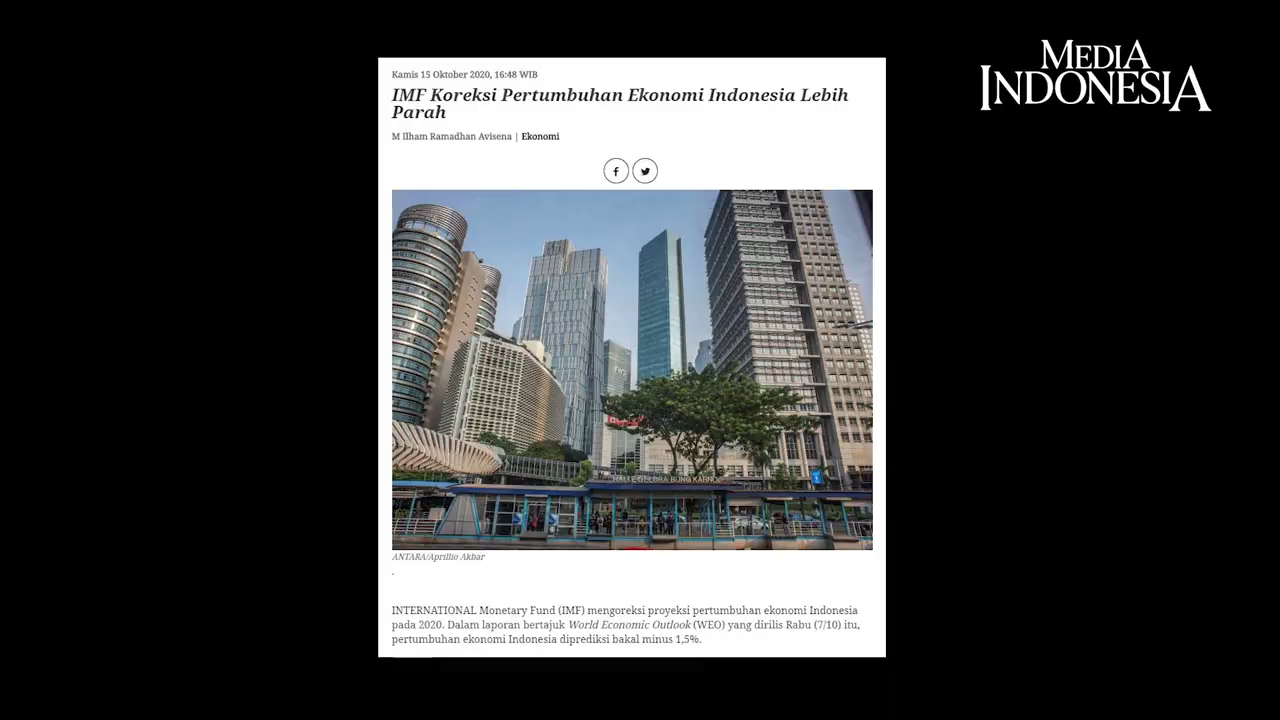 MEDIA
INDONESIA
Kamis 15 Oktober 2020, 16:48 WIB
IMF Koreksi Pertumbuhan Ekonomi Indonesia Lebih
Parah
M Ilham Ramadhan Avisena | Ekonomi
HALTE GELORA BUNG KARNO
ANTARA/Aprillio Akbar
.
INTERNATIONAL Monetary Fund (IMF) mengoreksi proyeksi pertumbuhan ekonomi Indonesia
pada 2020. Dalam laporan bertajuk World Economic Outlook (WEO) yang dirilis Rabu (7/10) itu,
pertumbuhan ekonomi Indonesia diprediksi bakal minus 1,5%.